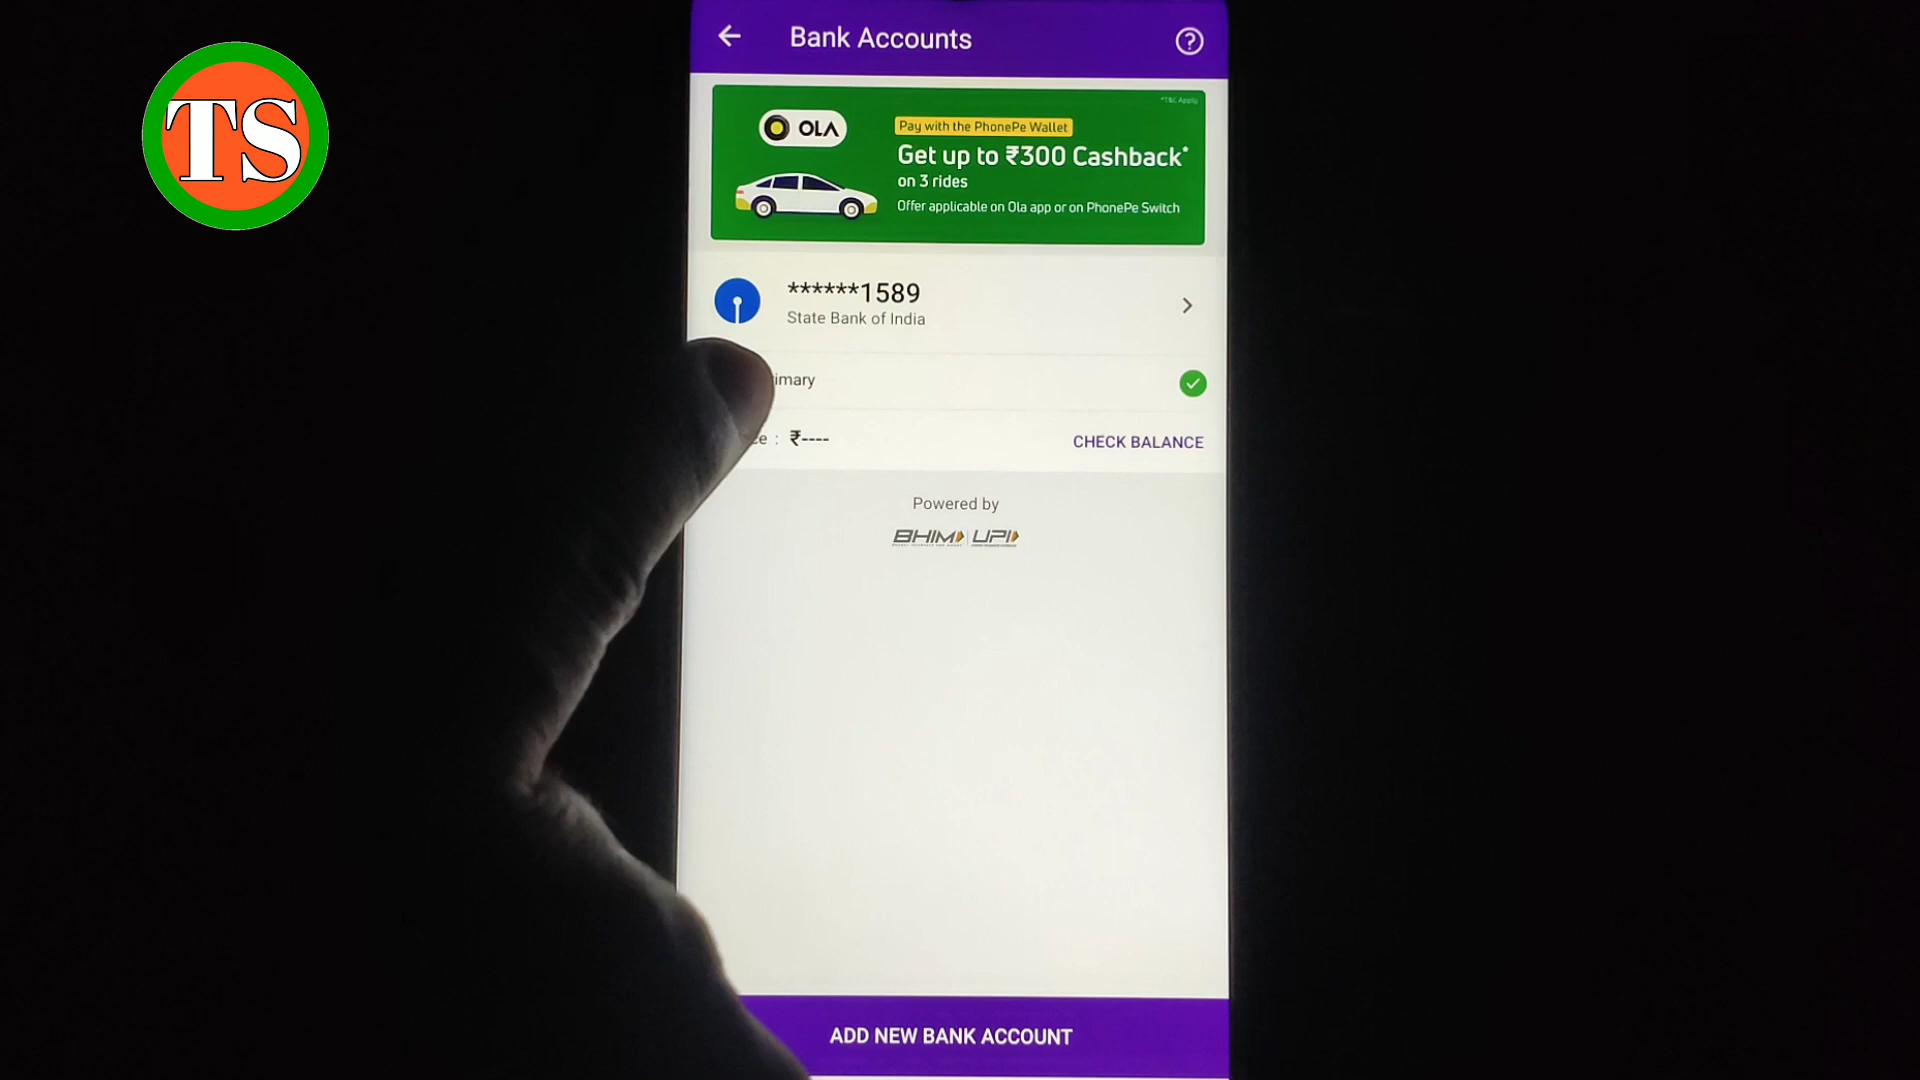 TS
Bank Accounts
OLA
*T&C Apply
Pay with the PhonePe Wallet
Get up to ₹300 Cashback*
on 3 rides
Offer applicable on Ola app or on PhonePe Switch
******1589
State Bank of India
imary
ce : ₹----
CHECK BALANCE
Powered by
BHIM UPI
ADD NEW BANK ACCOUNT